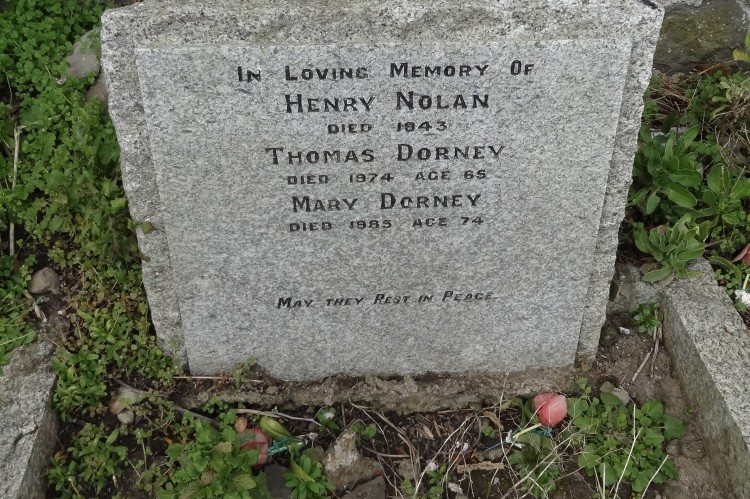 In Loving Memory Of
Henry Nolan
Died 1943
Thomas Dorney
Died 1974 Age 65
Mary Dorney
Died 1985 Age 74
May they Rest in Peace.